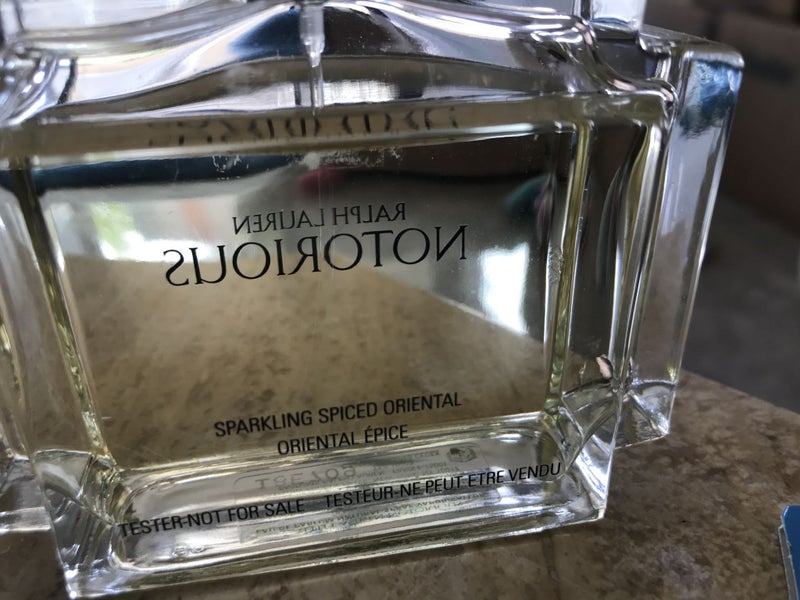 RALPH LAUREN
NOTORIOUS
SPARKLING SPICED ORIENTAL
ORIENTAL ÉPICE
TESTER-NOT FOR SALE TESTEUR-NE PEUT ETRE VENDU